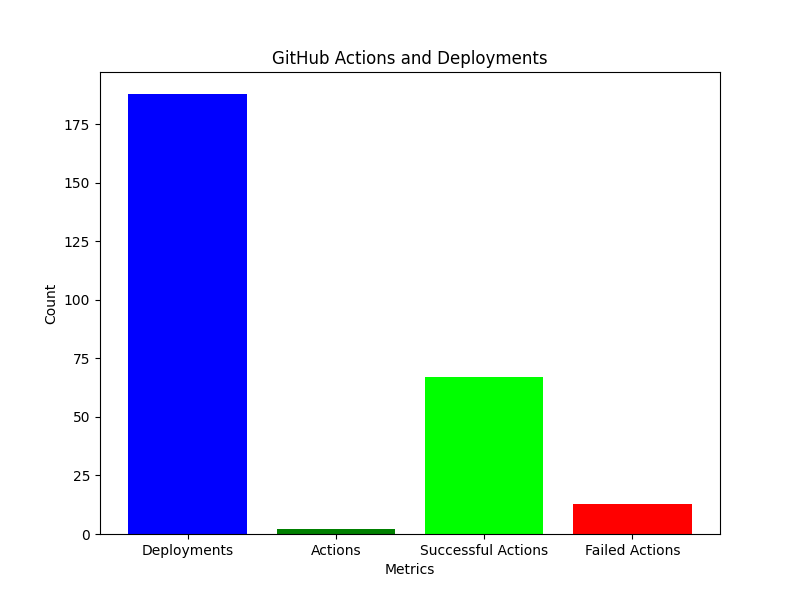 GitHub Actions and Deployments
Count
175
150
125
100
75
50
25
0
Deployments
Actions
Successful Actions
Failed Actions
Metrics